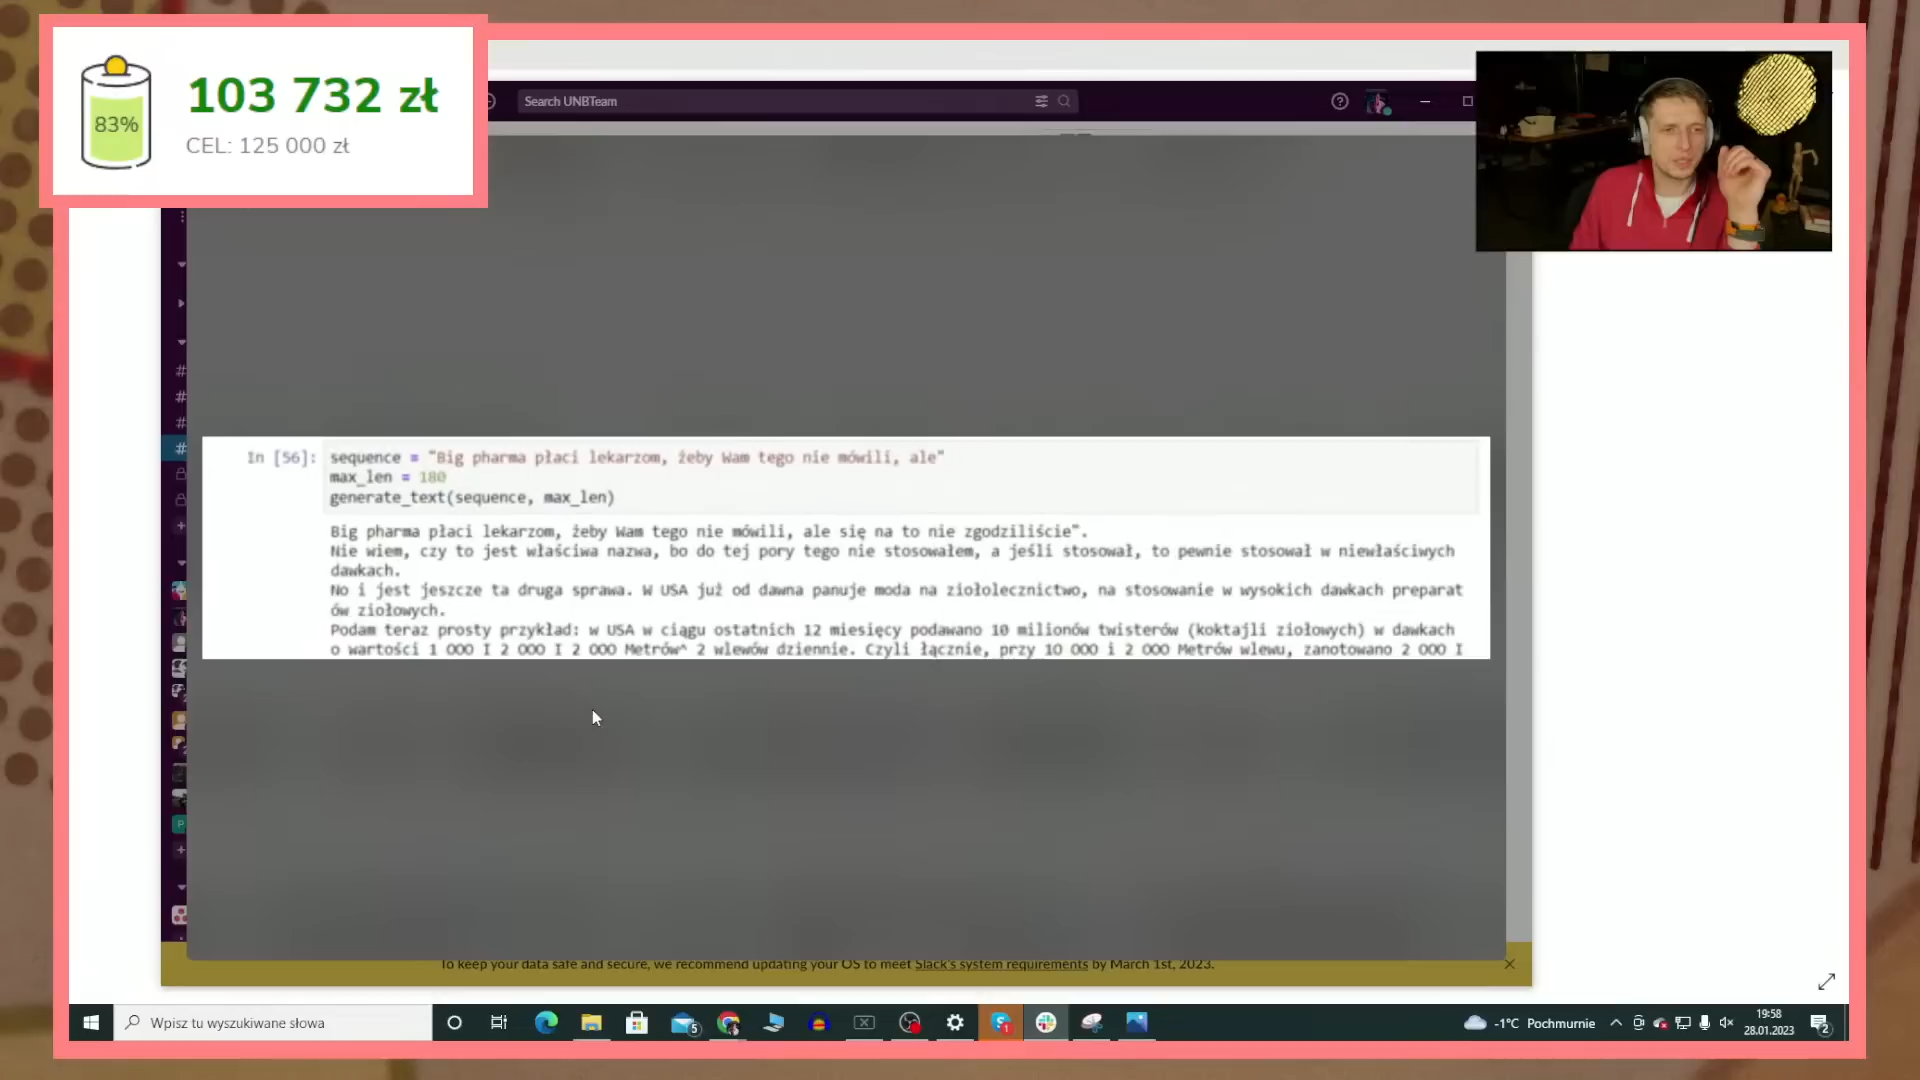 103 732 zł
83%
CEL: 125 000 zł
Search UNBTeam
In [56]: sequence = "Big pharma płaci lekarzom, żeby Wam tego nie mówili, ale"
max_len = 180
generate_text(sequence, max_len)
Big pharma płaci lekarzom, żeby Wam tego nie mówili, ale się na to nie zgodziliście".
Nie wiem, czy to jest właściwa nazwa, bo do tej pory tego nie stosowałem, a jeśli stosował, to pewnie stosował w niewłaściwych
dawkach.
No i jest jeszcze ta druga sprawa. W USA już od dawna panuje moda na ziołolecznictwo, na stosowanie w wysokich dawkach preparat
ów ziołowych.
Podam teraz prosty przykład: w USA w ciągu ostatnich 12 miesięcy podawano 10 milionów twisterów (koktajli ziołowych) w dawkach
o wartości 1 000 I 2 000 I 2 000 Metrów^ 2 wlewów dziennie. Czyli łącznie, przy 10 000 i 2 000 Metrów wlewu, zanotowano 2 000 I
To keep your data safe and secure, we recommend updating your OS to meet Slack's system requirements by March 1st, 2023.
Wpisz tu wyszukiwane słowa
5
1
-1°C Pochmurnie
19:58
28.01.2023
2